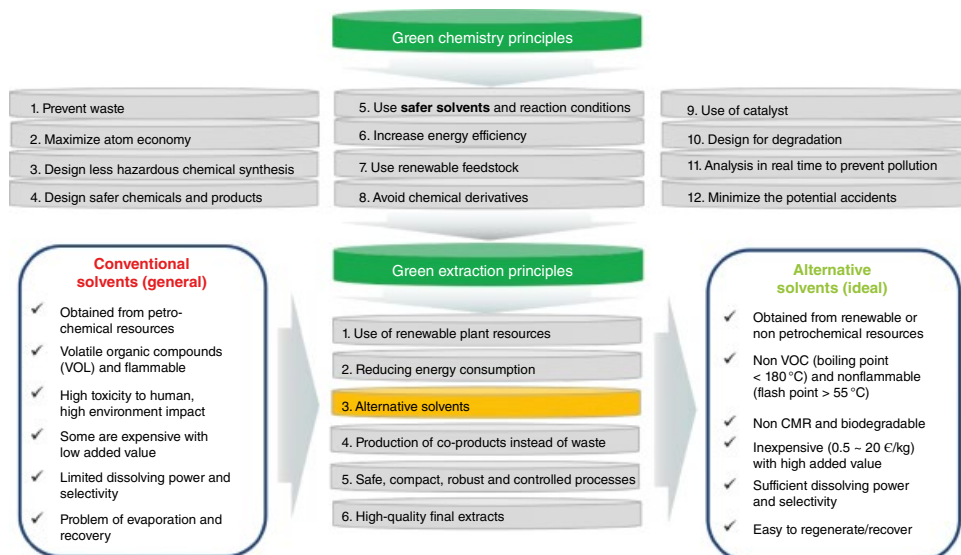 Green chemistry principles
1. Prevent waste
2. Maximize atom economy
3. Design less hazardous chemical synthesis
4. Design safer chemicals and products
5. Use safer solvents and reaction conditions
6. Increase energy efficiency
7. Use renewable feedstock
8. Avoid chemical derivatives
9. Use of catalyst
10. Design for degradation
11. Analysis in real time to prevent pollution
12. Minimize the potential accidents
Conventional
solvents (general)
✓ Obtained from petro-
chemical resources
✓ Volatile organic compounds
(VOL) and flammable
✓ High toxicity to human,
high environment impact
✓ Some are expensive with
low added value
✓ Limited dissolving power and
selectivity
✓ Problem of evaporation and
recovery
Green extraction principles
1. Use of renewable plant resources
2. Reducing energy consumption
3. Alternative solvents
4. Production of co-products instead of waste
5. Safe, compact, robust and controlled processes
6. High-quality final extracts
Alternative
solvents (ideal)
✓ Obtained from renewable or
non petrochemical resources
✓ Non VOC (boiling point
< 180 °C) and nonflammable
(flash point > 55 °C)
✓ Non CMR and biodegradable
✓ Inexpensive (0.5 ~ 20 €/kg)
with high added value
✓ Sufficient dissolving power
and selectivity
✓ Easy to regenerate/recover